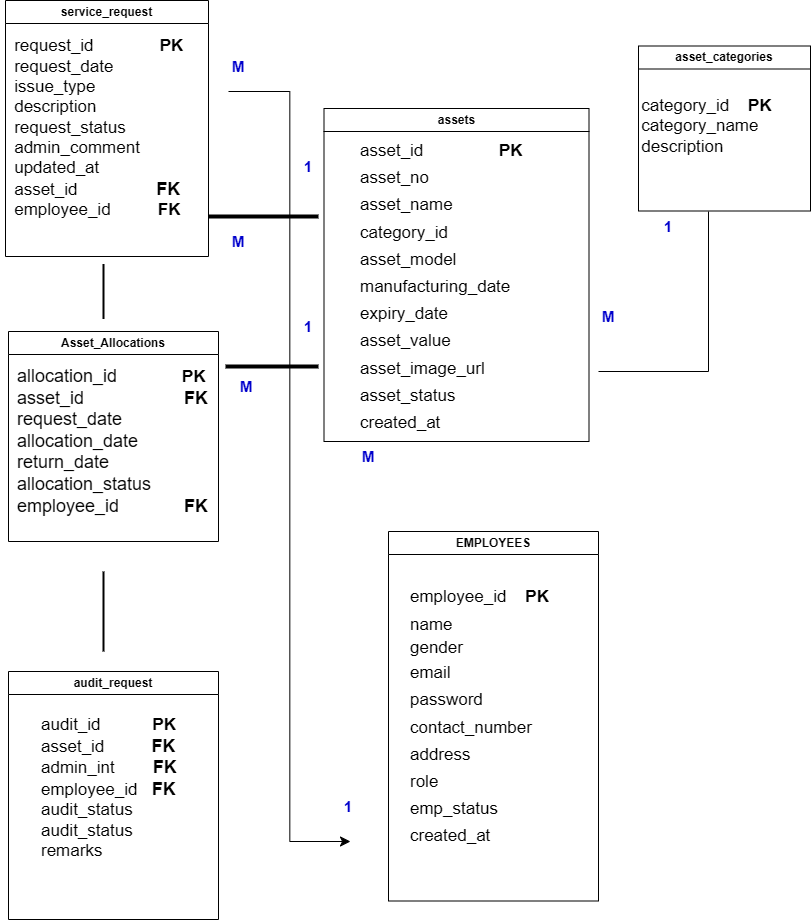 service_request
request_id PK
request_date
issue_type
description
request_status
admin_comment
updated_at
asset_id FK
employee_id FK
M
1
M
1
M
assets
asset_id PK
asset_no
asset_name
category_id
asset_model
manufacturing_date
expiry_date
asset_value
asset_image_url
asset_status
created_at
M
asset_categories
category_id PK
category_name
description
1
M
Asset_Allocations
allocation_id PK
asset_id FK
request_date
allocation_date
return_date
allocation_status
employee_id FK
EMPLOYEES
employee_id PK
name
gender
email
password
contact_number
address
role
emp_status
created_at
1
audit_request
audit_id PK
asset_id FK
admin_int FK
employee_id FK
audit_status
audit_status
remarks